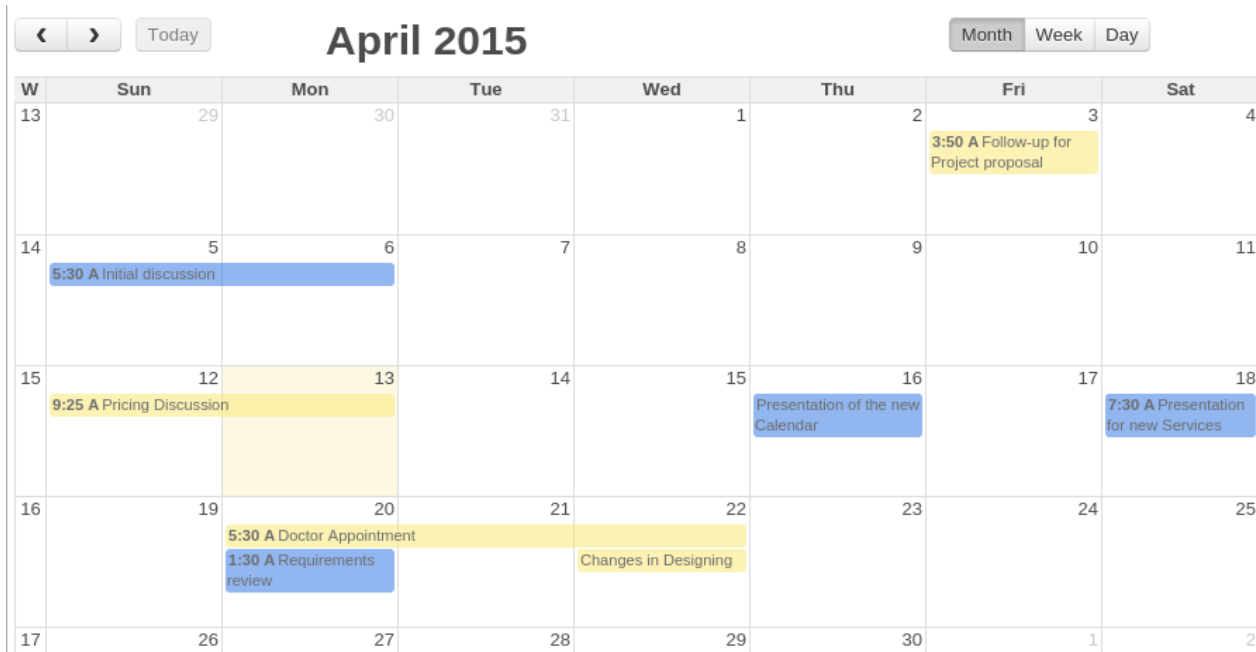 ❮ ❯ Today April 2015 Month Week Day
W Sun Mon Tue Wed Thu Fri Sat
13 29 30 31 1 2 3 4
3:50 A Follow-up for
Project proposal
14 5 6 7 8 9 10 11
5:30 A Initial discussion
15 12 13 14 15 16 17 18
9:25 A Pricing Discussion
Presentation of the new
Calendar
7:30 A Presentation
for new Services
16 19 20 21 22 23 24 25
5:30 A Doctor Appointment
1:30 A Requirements
review
Changes in Designing
17 26 27 28 29 30 1 2